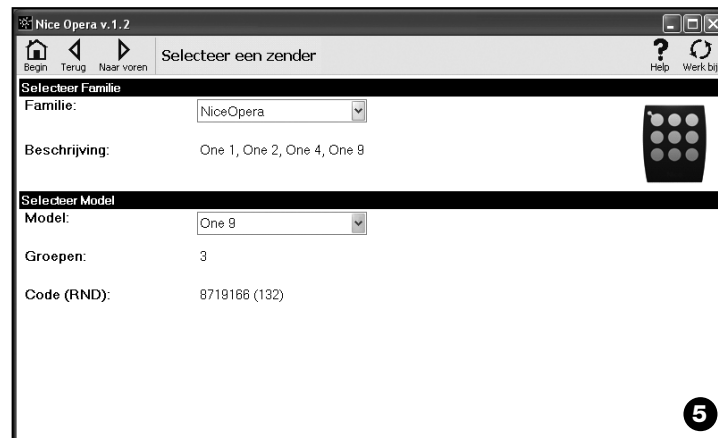 Nice Opera v.1.2
Begin Terug Naar voren Selecteer een zender Help Werk bij
Selecteer Familie
Familie: NiceOpera
Beschrijving: One 1, One 2, One 4, One 9
Selecteer Model
Model: One 9
Groepen: 3
Code (RND): 8719166 (132)
5